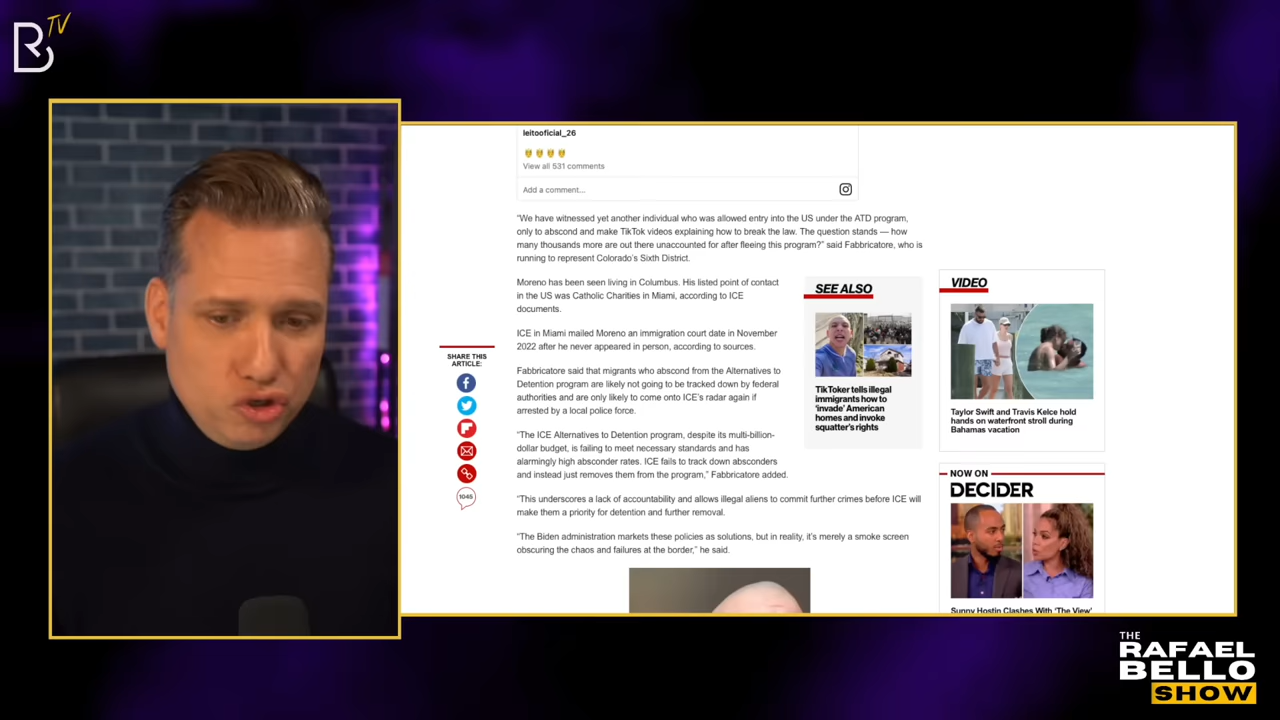 RB TV
leitooficial_26
View all 531 comments
Add a comment...
“We have witnessed yet another individual who was allowed entry into the US under the ATD program,
only to abscond and make TikTok videos explaining how to break the law. The question stands — how
many thousands more are out there unaccounted for after fleeing this program?” said Fabbricatore, who is
running to represent Colorado’s Sixth District.
Moreno has been seen living in Columbus. His listed point of contact
in the US was Catholic Charities in Miami, according to ICE
documents.
ICE in Miami mailed Moreno an immigration court date in November
2022 after he never appeared in person, according to sources.
Fabbricatore said that migrants who abscond from the Alternatives to
Detention program are likely not going to be tracked down by federal
authorities and are only likely to come onto ICE’s radar again if
arrested by a local police force.
“The ICE Alternatives to Detention program, despite its multi-billion-
dollar budget, is failing to meet necessary standards and has
alarmingly high absconder rates. ICE fails to track down absconders
and instead just removes them from the program,” Fabbricatore added.
“This underscores a lack of accountability and allows illegal aliens to commit further crimes before ICE will
make them a priority for detention and further removal.
“The Biden administration markets these policies as solutions, but in reality, it’s merely a smoke screen
obscuring the chaos and failures at the border,” he said.
SHARE THIS
ARTICLE:
1045
SEE ALSO
TikToker tells illegal
immigrants how to
‘invade’ American
homes and invoke
squatter’s rights
VIDEO
Taylor Swift and Travis Kelce hold
hands on waterfront stroll during
Bahamas vacation
NOW ON
DECIDER
Sunny Hostin Clashes With ‘The View’
THE
RAFAEL
BELLO
SHOW